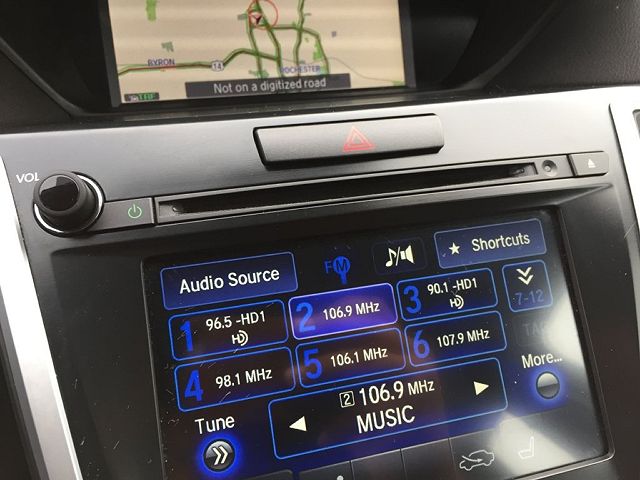 BYRON
14
ROCHESTER
Not on a digitized road
VOL
Audio Source
FM
Shortcuts
1 96.5 -HD1
2 106.9 MHz
3 90.1 -HD1
7-12
4 98.1 MHz
5 106.1 MHz
6 107.9 MHz
TAG
More...
2 106.9 MHz
MUSIC
Tune